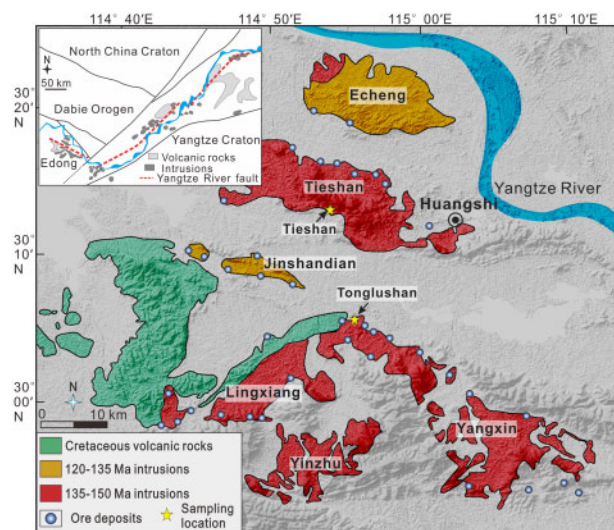 114° 40'
114° 50'
115° 00'
115° 10'
30°
20'
N
30°
10'
N
30°
00'
N
North China Craton
N
50 km
Dabie Orogen
Yangtze Craton
Edong
Volcanic rocks
Intrusions
Yangtze River fault
Echeng
Yangtze River
Tieshan
Huangshi
Tieshan
Jinshandian
Tonglushan
Lingxiang
Yangxin
Yinzhu
N
0 10 km
Cretaceous volcanic rocks
120-135 Ma intrusions
135-150 Ma intrusions
Ore deposits
Sampling
location